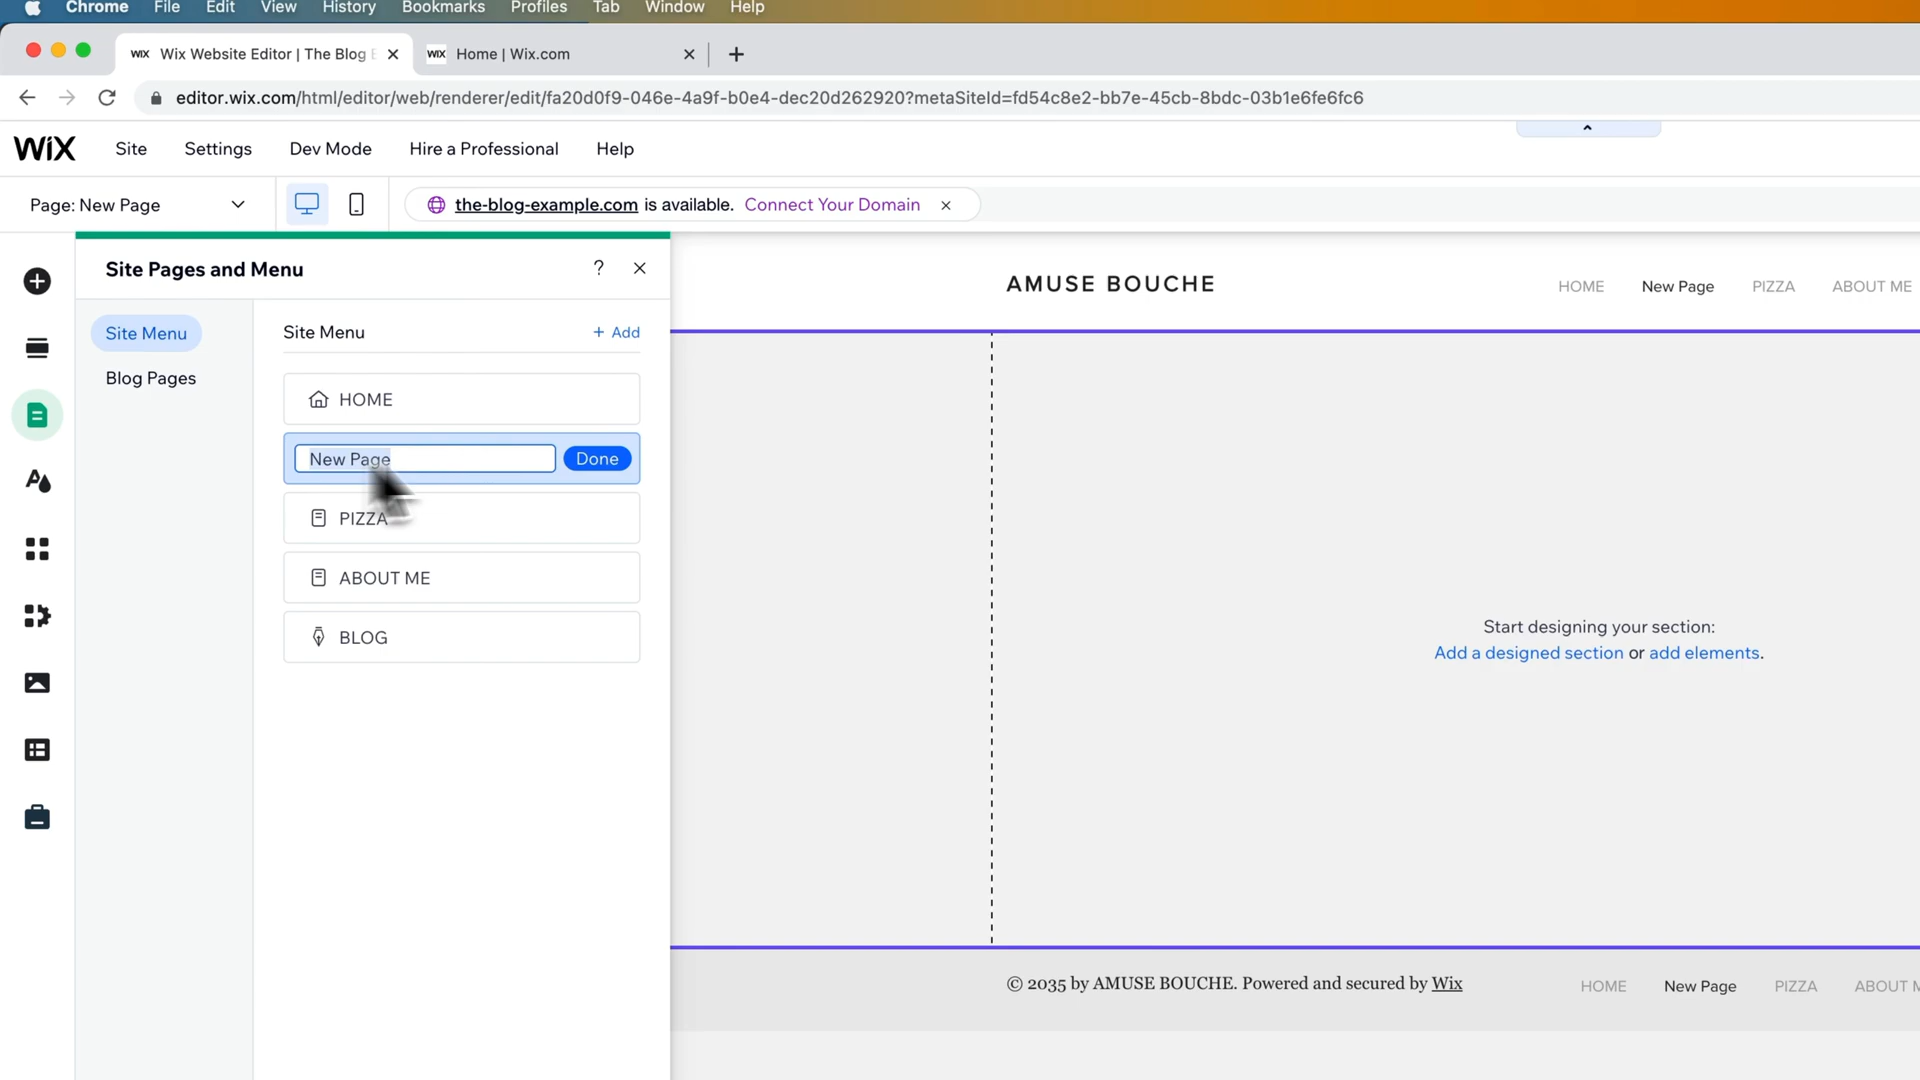 Chrome File Edit View History Bookmarks Profiles Tab Window Help
WiX Wix Website Editor | The Blog WiX Home | Wix.com
editor.wix.com/html/editor/web/renderer/edit/fa20d0f9-046e-4a9f-b0e4-dec20d262920?metaSiteId=fd54c8e2-bb7e-45cb-8bdc-03b1e6fe6fc6
WiX Site Settings Dev Mode Hire a Professional Help
Page: New Page the-blog-example.com is available. Connect Your Domain
Site Pages and Menu ?
AMUSE BOUCHE HOME New Page PIZZA ABOUT ME
Site Menu
Blog Pages
Site Menu + Add
HOME
New Page Done
PIZZA
ABOUT ME
BLOG
Start designing your section:
Add a designed section or add elements.
© 2035 by AMUSE BOUCHE. Powered and secured by Wix
HOME New Page PIZZA ABOUT